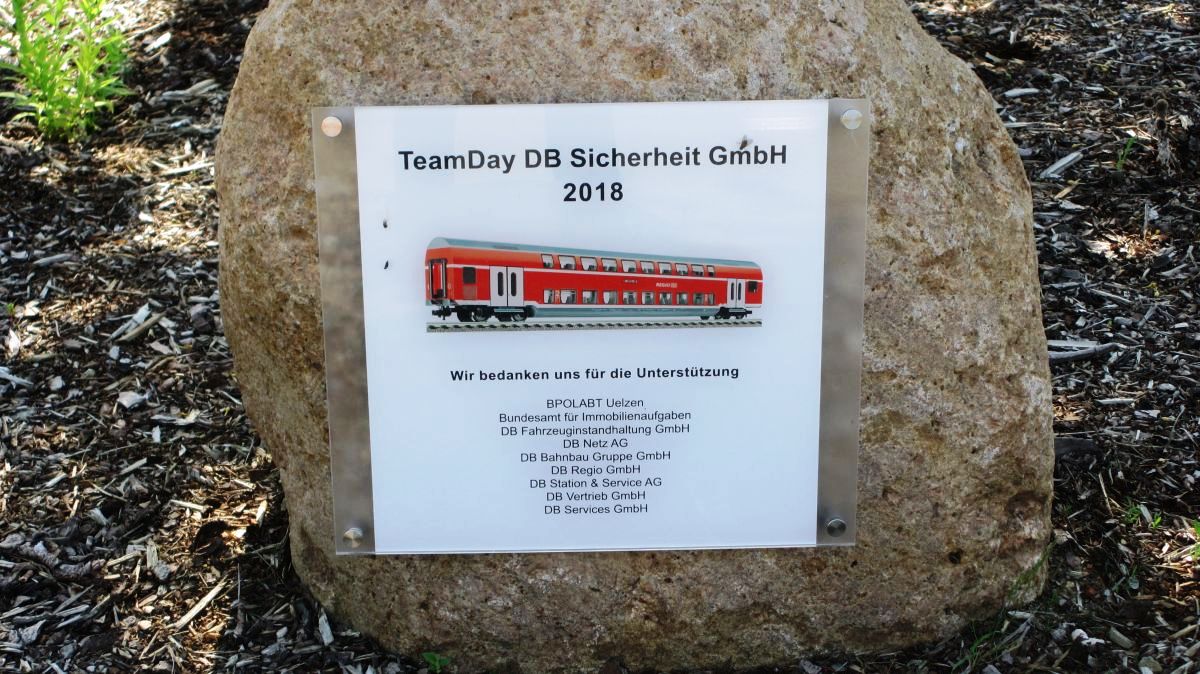 TeamDay DB Sicherheit GmbH
2018
Wir bedanken uns für die Unterstützung
BPOLABT Uelzen
Bundesamt für Immobilienaufgaben
DB Fahrzeuginstandhaltung GmbH
DB Netz AG
DB Bahnbau Gruppe GmbH
DB Regio GmbH
DB Station & Service AG
DB Vertrieb GmbH
DB Services GmbH